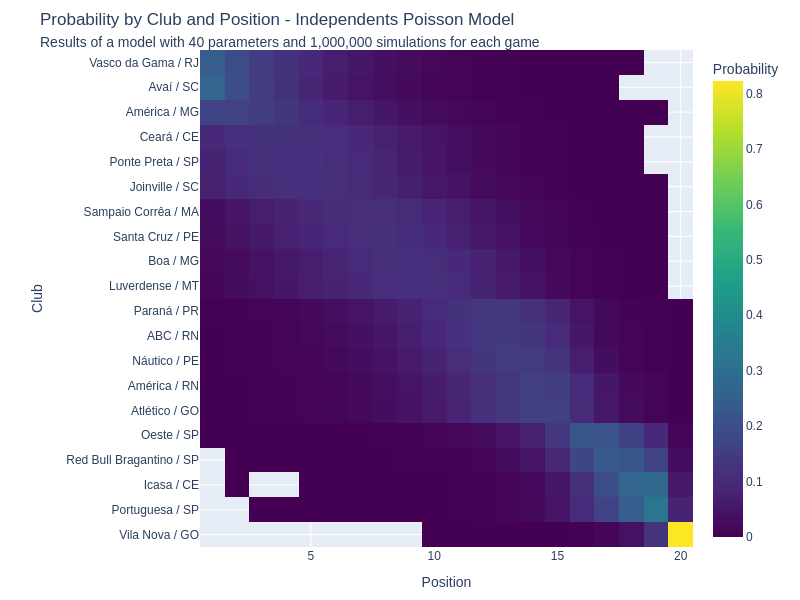 Probability by Club and Position - Independents Poisson Model
Results of a model with 40 parameters and 1,000,000 simulations for each game
Vasco da Gama / RJ
Avaí / SC
América / MG
Ceará / CE
Ponte Preta / SP
Joinville / SC
Sampaio Corrêa / MA
Santa Cruz / PE
Boa / MG
Luverdense / MT
Paraná / PR
ABC / RN
Náutico / PE
América / RN
Atlético / GO
Oeste / SP
Red Bull Bragantino / SP
Icasa / CE
Portuguesa / SP
Vila Nova / GO
Club
5
10
15
20
Position
Probability
0.8
0.7
0.6
0.5
0.4
0.3
0.2
0.1
0